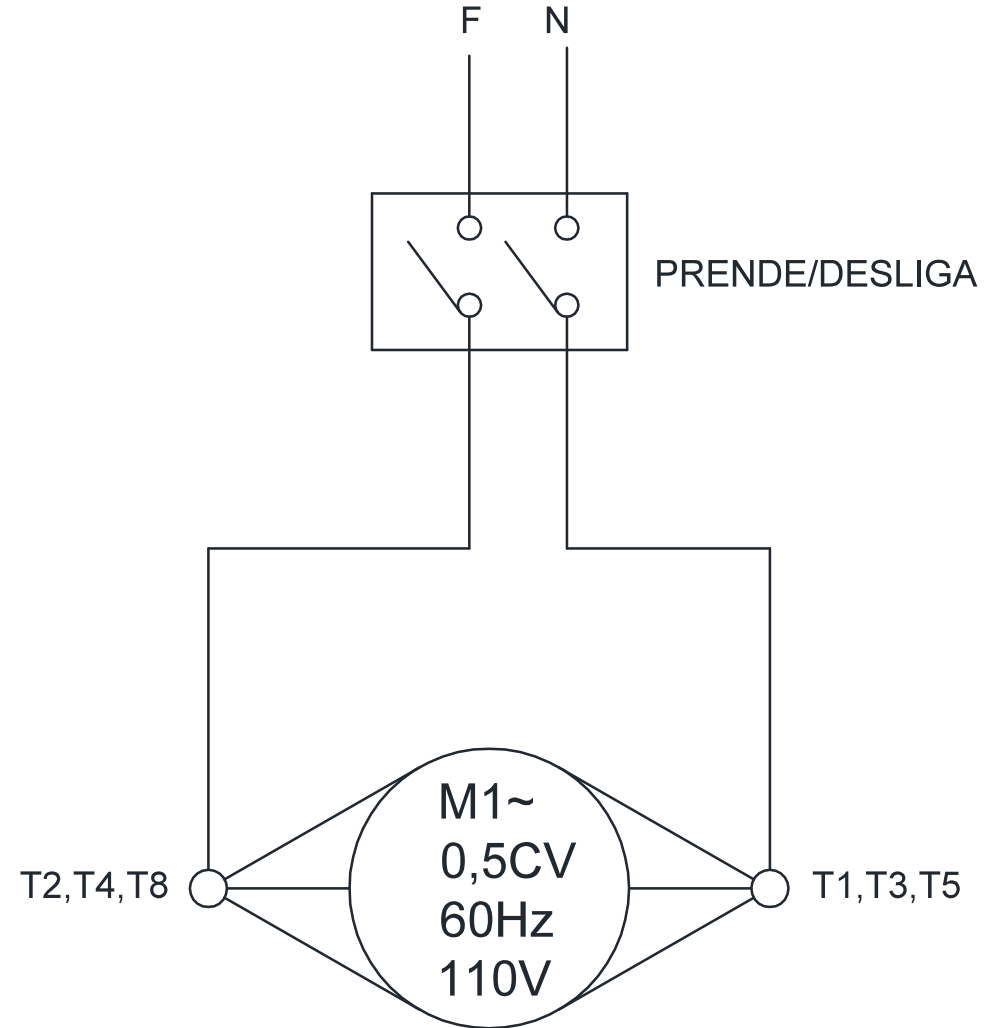 F N
PRENDE/DESLIGA
M1~
0,5CV
T2,T4,T8
T1,T3,T5
60Hz
110V